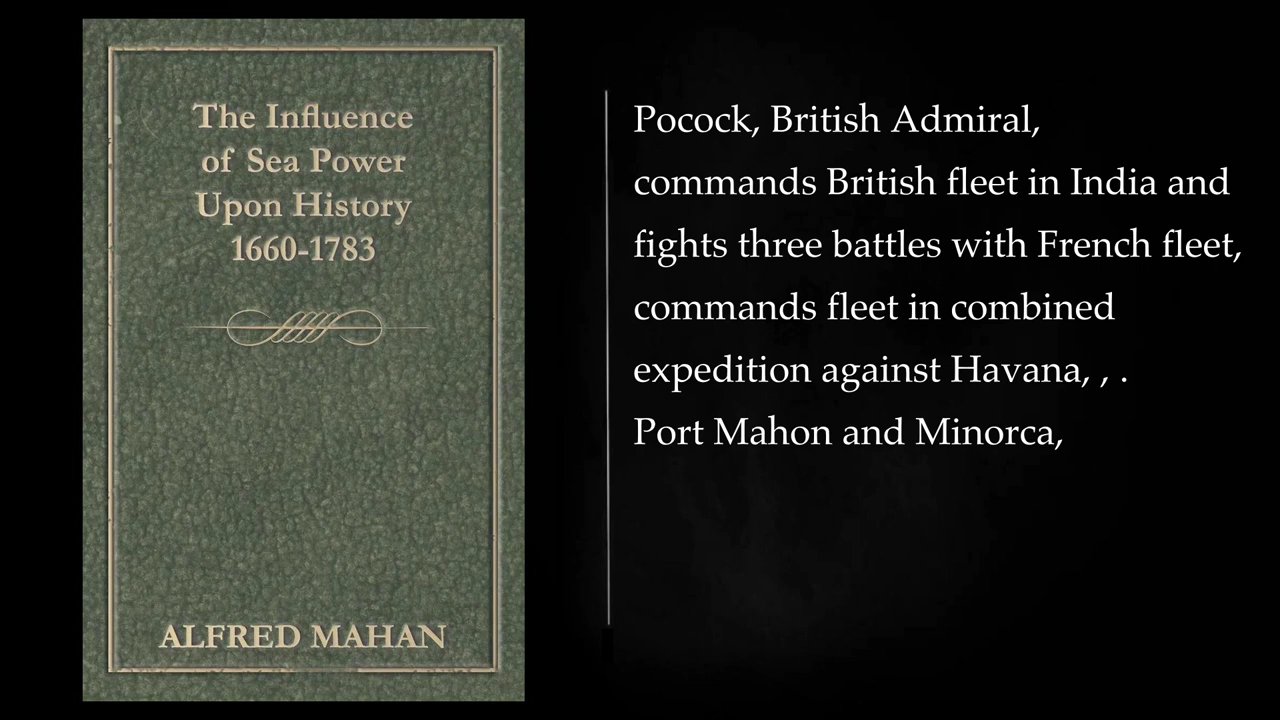 The Influence
of Sea Power
Upon History
1660-1783
ALFRED MAHAN
Pocock, British Admiral,
commands British fleet in India and
fights three battles with French fleet,
commands fleet in combined
expedition against Havana, , .
Port Mahon and Minorca,